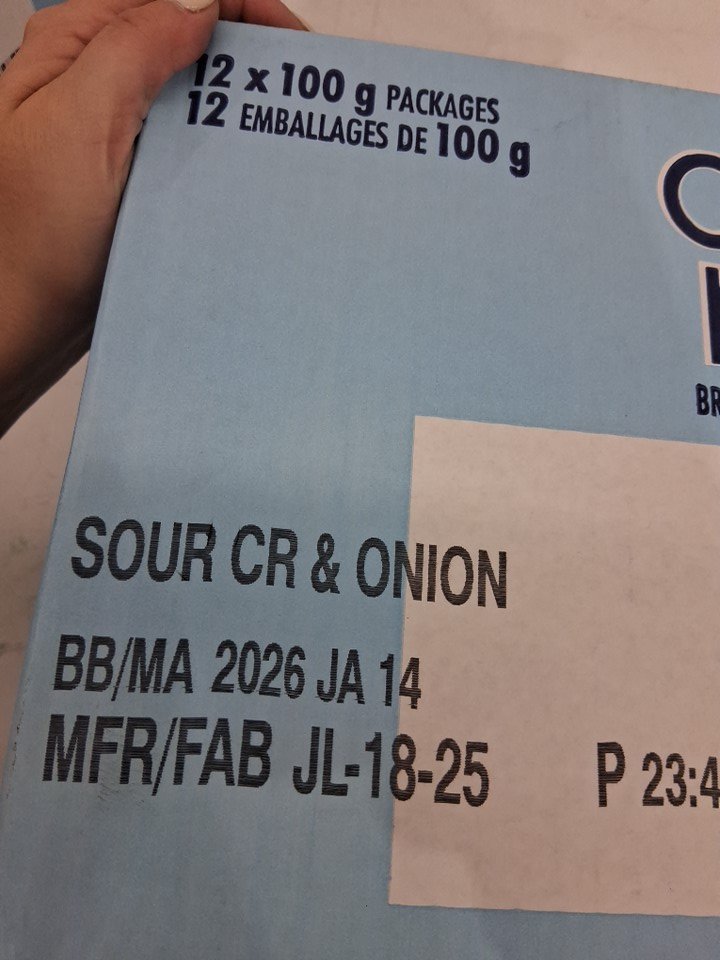 12 x 100 g PACKAGES
12 EMBALLAGES DE 100 g
SOUR CR & ONION
BB/MA 2026 JA 14
MFR/FAB JL-18-25
P 23:4